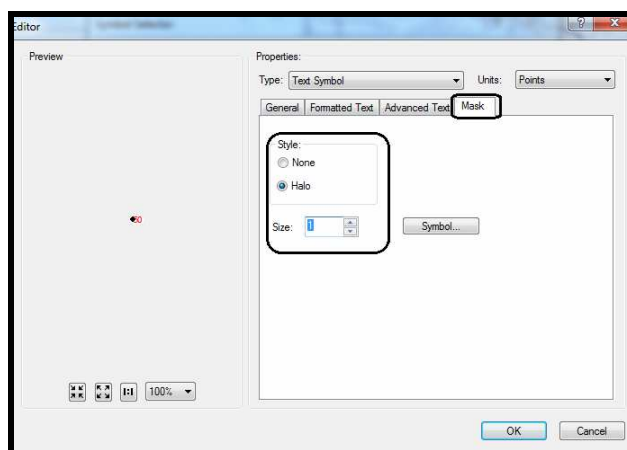 Editor
Preview
Properties:
Type: Text Symbol Units: Points
General Formatted Text Advanced Text Mask
Style:
None
Halo
Size: 1 Symbol...
100%
OK Cancel